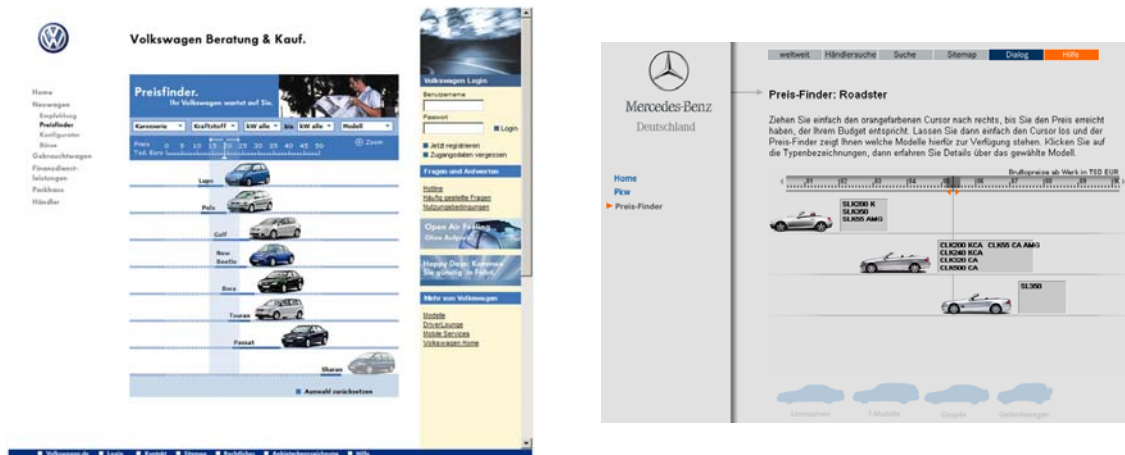 Volkswagen Beratung & Kauf.
Home
Neuwagen
Empfehlung
Preisfinder
Konfigurator
Börse
Gebrauchtwagen
Finanzdienst-
leistungen
Parkhaus
Händler
Preisfinder.
Ihr Volkswagen wartet auf Sie.
Karosserie Kraftstoff kW alle bis kW alle Modell
Preis 0 5 10 15 20 25 30 35 40 45 50 Zoom
Tsd. Euro
Lupo
Polo
Golf
New
Beetle
Bora
Touran
Passat
Sharan
Auswahl zurücksetzen
Volkswagen Login
Benutzername
Passwort
Login
Jetzt registrieren
Zugangsdaten vergessen
Fragen und Antworten
Hotline
Häufig gestellte Fragen
Nutzungsbedingungen
Open Air Feeling
Ohne Aufpreis.
Happy Days: Kommen
Sie günstig in Fahrt.
Mehr von Volkswagen
Modelle
DriverLounge
Mobile Services
Volkswagen Home
Volkswagen.de Login Kontakt Sitemap Rechtliches Anbieterkennzeichnung Hilfe
Mercedes-Benz
Deutschland
Home
Pkw
Preis-Finder
weltweit Händlersuche Suche Sitemap Dialog Hilfe
Preis-Finder: Roadster
Ziehen Sie einfach den orangefarbenen Cursor nach rechts, bis Sie den Preis erreicht
haben, der Ihrem Budget entspricht. Lassen Sie dann einfach den Cursor los und der
Preis-Finder zeigt Ihnen welche Modelle hierfür zur Verfügung stehen. Klicken Sie auf
die Typenbezeichnungen, dann erfahren Sie Details über das gewählte Modell.
Bruttopreise ab Werk in TSD EUR
SLK200 K
SLK350
SLK55 AMG
CLK200 KCA CLK55 CA AMG
CLK240 KCA
CLK320 CA
CLK500 CA
SL350
Limousinen T-Modelle Coupés Geländewagen